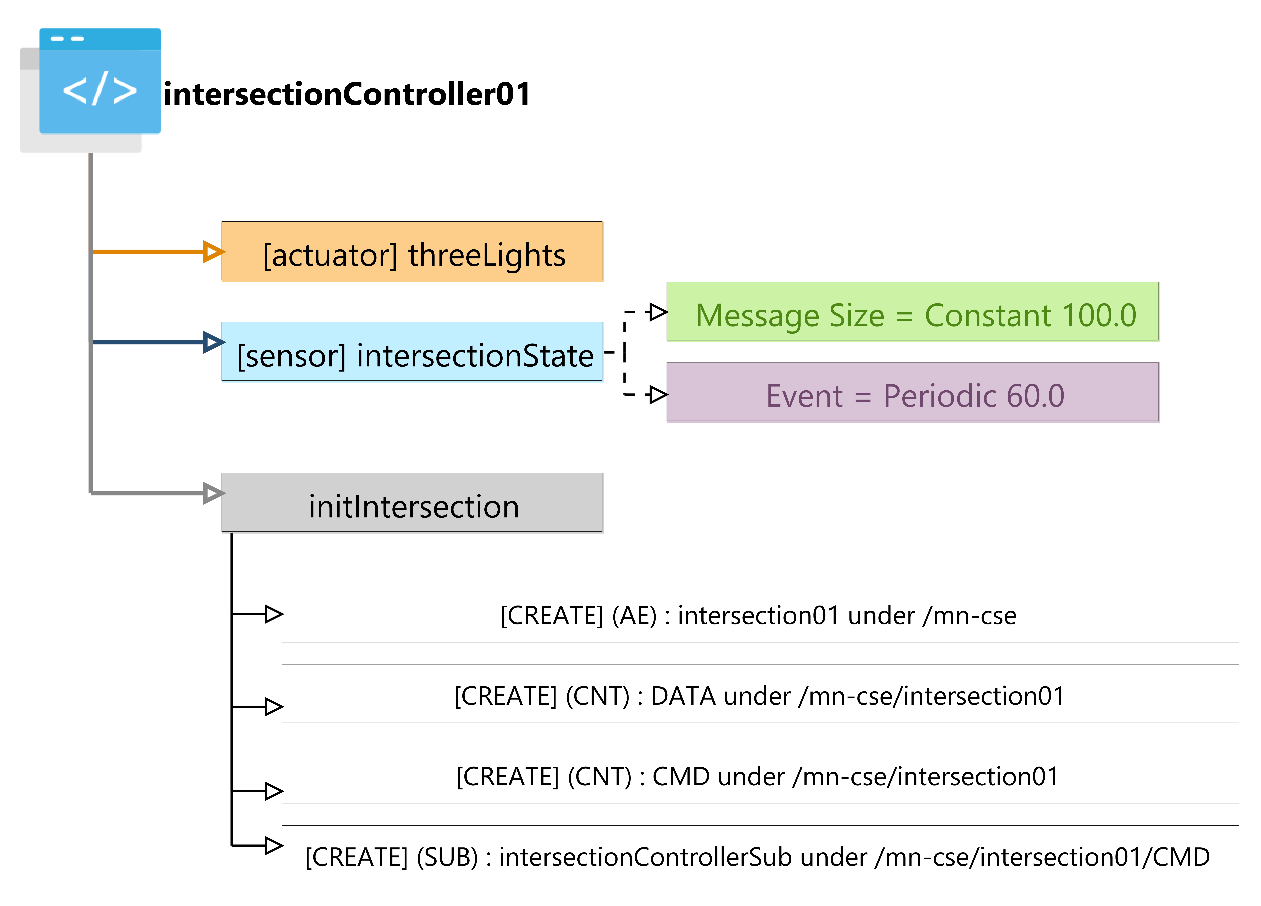 </>
intersectionController01
[actuator] threeLights
[sensor] intersectionState
Message Size = Constant 100.0
Event = Periodic 60.0
initIntersection
[CREATE] (AE) : intersection01 under /mn-cse
[CREATE] (CNT) : DATA under /mn-cse/intersection01
[CREATE] (CNT) : CMD under /mn-cse/intersection01
[CREATE] (SUB) : intersectionControllerSub under /mn-cse/intersection01/CMD